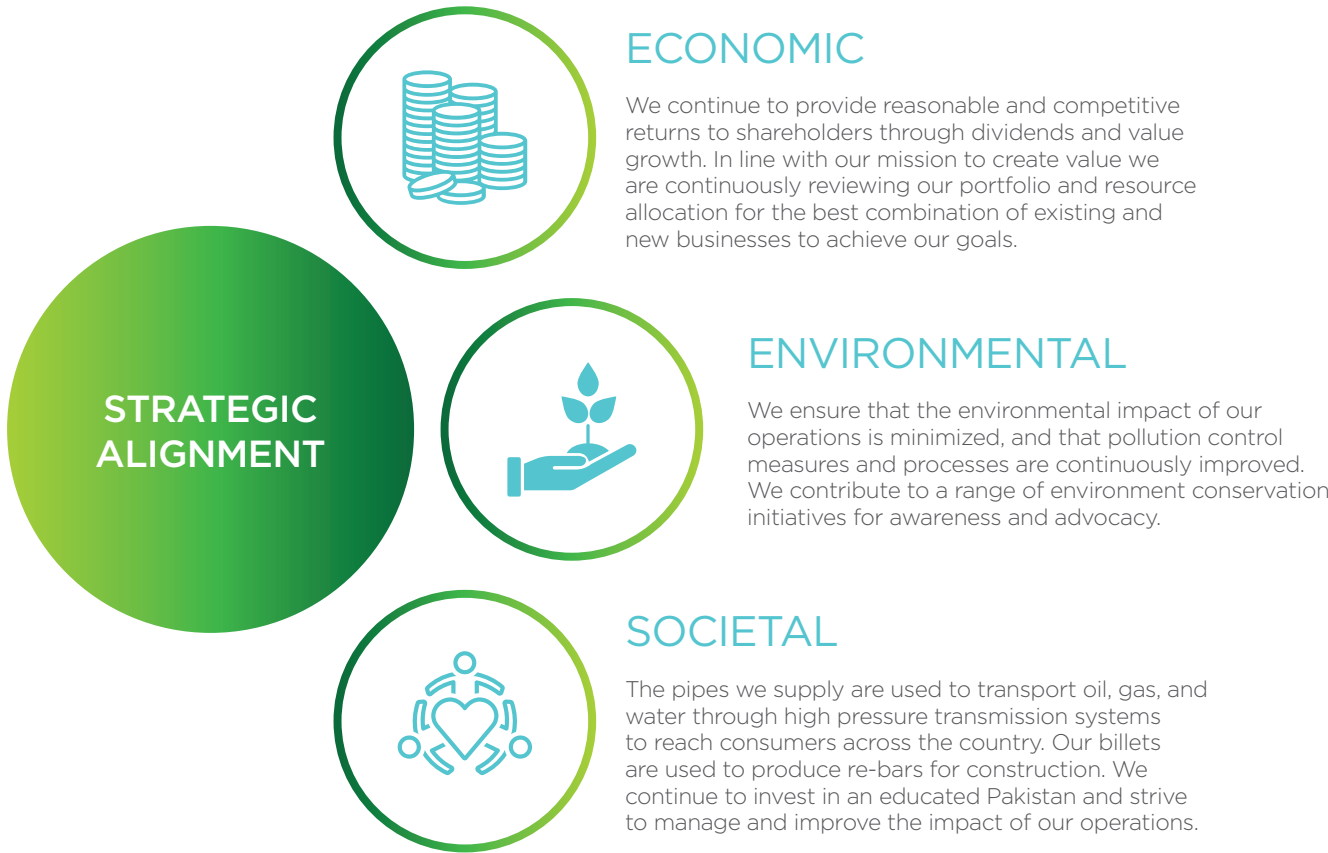 ECONOMIC
We continue to provide reasonable and competitive
returns to shareholders through dividends and value
growth. In line with our mission to create value we
are continuously reviewing our portfolio and resource
allocation for the best combination of existing and
new businesses to achieve our goals.
STRATEGIC
ALIGNMENT
ENVIRONMENTAL
We ensure that the environmental impact of our
operations is minimized, and that pollution control
measures and processes are continuously improved.
We contribute to a range of environment conservation
initiatives for awareness and advocacy.
SOCIETAL
The pipes we supply are used to transport oil, gas, and
water through high pressure transmission systems
to reach consumers across the country. Our billets
are used to produce re-bars for construction. We
continue to invest in an educated Pakistan and strive
to manage and improve the impact of our operations.